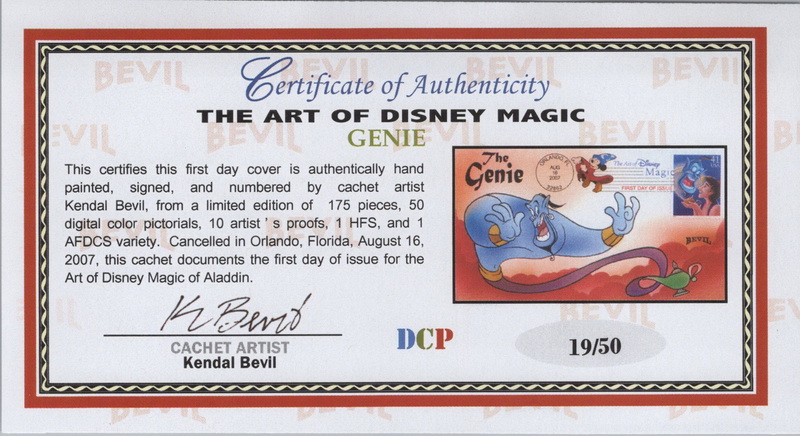 Certificate of Authenticity
THE ART OF DISNEY MAGIC
GENIE
This certifies this first day cover is authentically hand
painted, signed, and numbered by cachet artist
Kendal Bevil, from a limited edition of 175 pieces, 50
digital color pictorials, 10 artist's proofs, 1 HFS, and 1
AFDCS variety. Cancelled in Orlando, Florida, August 16,
2007, this cachet documents the first day of issue for the
Art of Disney Magic of Aladdin.
K Bevil
CACHET ARTIST
Kendal Bevil
The
Genie
ORLANDO, FL
AUG
16
2007
32862
The Art of Disney
Magic
FIRST DAY OF ISSUE
41
BEVIL
DCP
19/50
BEVIL BEVIL BEVIL BEVIL